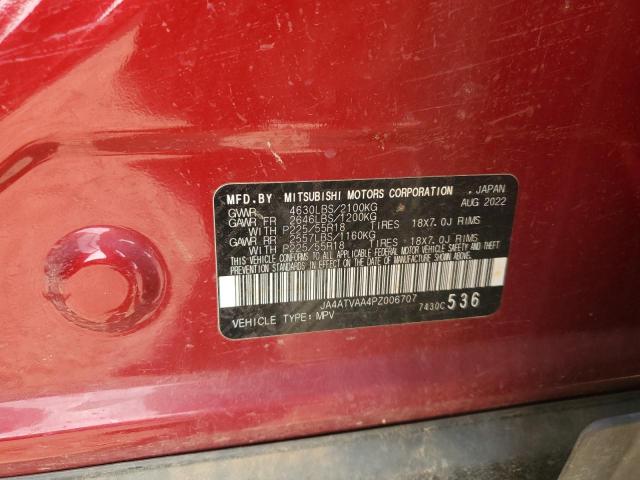 MFD.BY MITSUBISHI MOTORS CORPORATION , JAPAN
AUG 2022
GVWR 4630LBS/2100KG
GAWR FR 2646LBS/1200KG
WITH P225/55R18 TIRES 18X7.0J RIMS
GAWR RR 2557LBS/1160KG
WITH P225/55R18 TIRES 18X7.0J RIMS
THIS VEHICLE CONFORMS TO ALL APPLICABLE FEDERAL MOTOR VEHICLE SAFETY AND
THEFT PREVENTION STANDARDS IN EFFECT ON THE DATE OF MANUFACTURE SHOWN ABOVE.
JA4ATVAA4PZ006707 7430C 536
VEHICLE TYPE: MPV